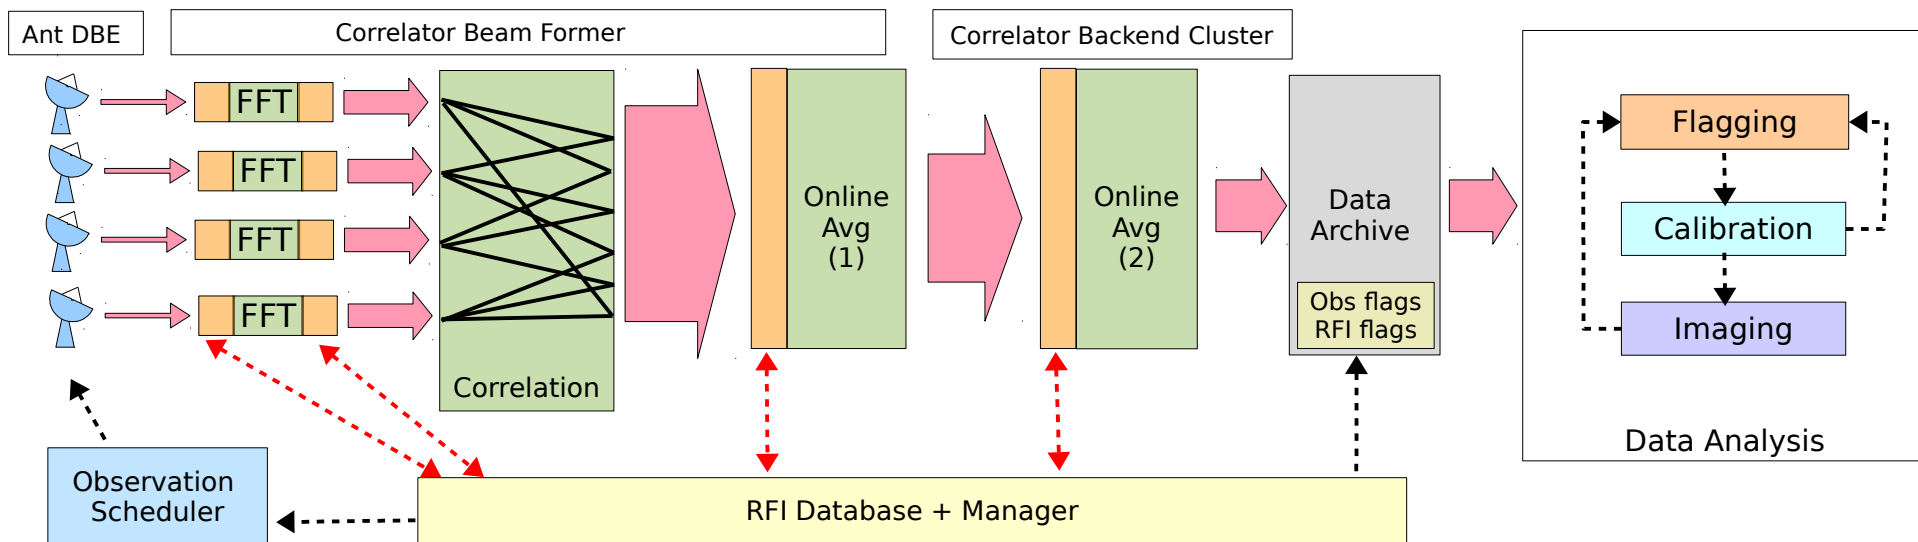 Ant DBE
Correlator Beam Former
Correlator Backend Cluster
FFT
FFT
FFT
FFT
Correlation
Online
Avg
(1)
Online
Avg
(2)
Data
Archive
Obs flags
RFI flags
Flagging
Calibration
Imaging
Data Analysis
Observation
Scheduler
RFI Database + Manager